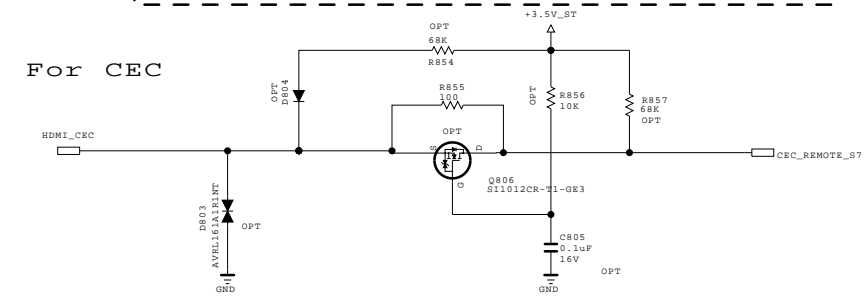 +3.5V_ST
OPT
68K
R854
For CEC
OPT
D804
R855
100
OPT
R856
10K
R857
68K
OPT
HDMI_CEC
OPT
S
D
G
CEC_REMOTE_S7
Q806
SI1012CR-T1-GE3
D803
AVRL161A1R1NT
OPT
C805
0.1uF
16V
OPT
GND
GND